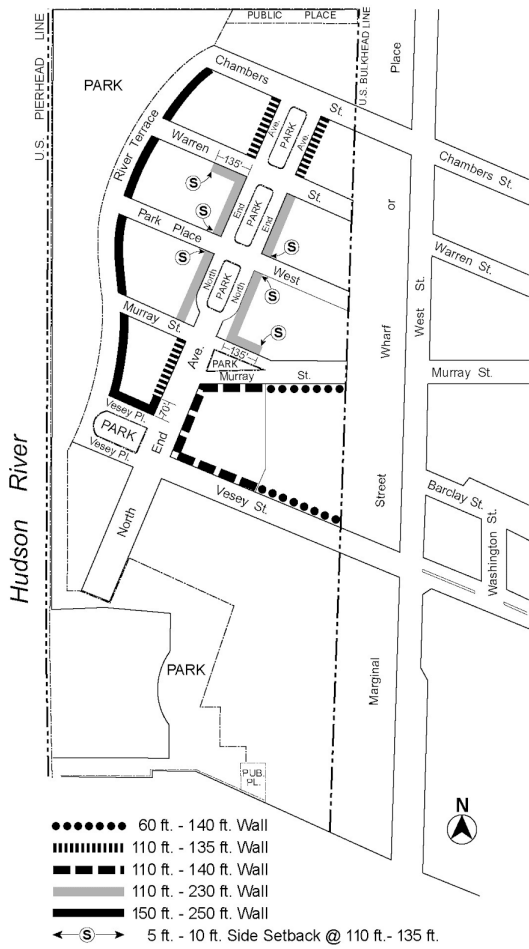 PUBLIC PLACE
U.S. PIERHEAD LINE
U.S. BULKHEAD LINE
Place
PARK
Chambers St.
Ave.
PARK
Ave.
River Terrace
Warren St.
135'
Chambers St.
S
S
End
PARK
End
S
or
Park Place
West
Warren St.
S
North
PARK
North
S
West St.
Murray St.
S
Wharf
Ave.
135'
PARK
Murray St.
Murray St.
Vesey Pl.
70'
PARK
Vesey Pl.
End
Vesey St.
Street
Barclay St.
Washington St.
North
Hudson River
PARK
Marginal
PUB.
PL.
N
60 ft. - 140 ft. Wall
110 ft. - 135 ft. Wall
110 ft. - 140 ft. Wall
110 ft. - 230 ft. Wall
150 ft. - 250 ft. Wall
S 5 ft. - 10 ft. Side Setback @ 110 ft.- 135 ft.